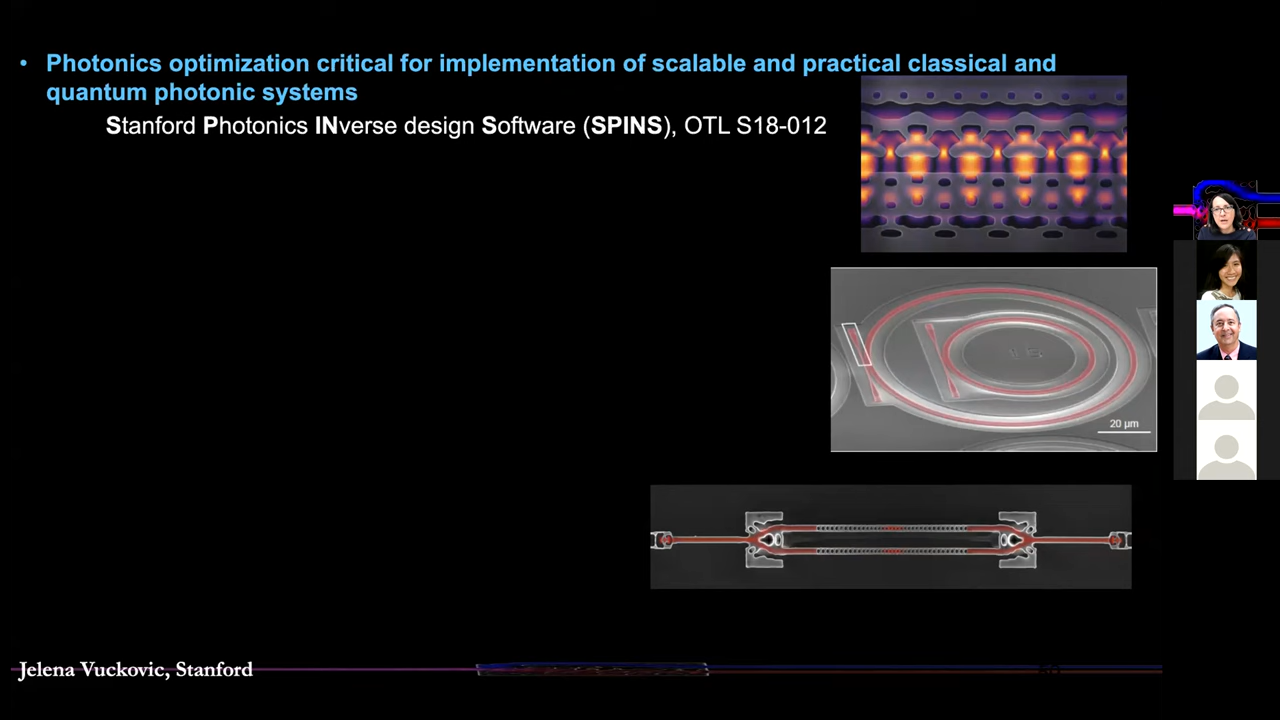 • Photonics optimization critical for implementation of scalable and practical classical and
quantum photonic systems
Stanford Photonics INverse design Software (SPINS), OTL S18-012
20 µm
Jelena Vuckovic, Stanford